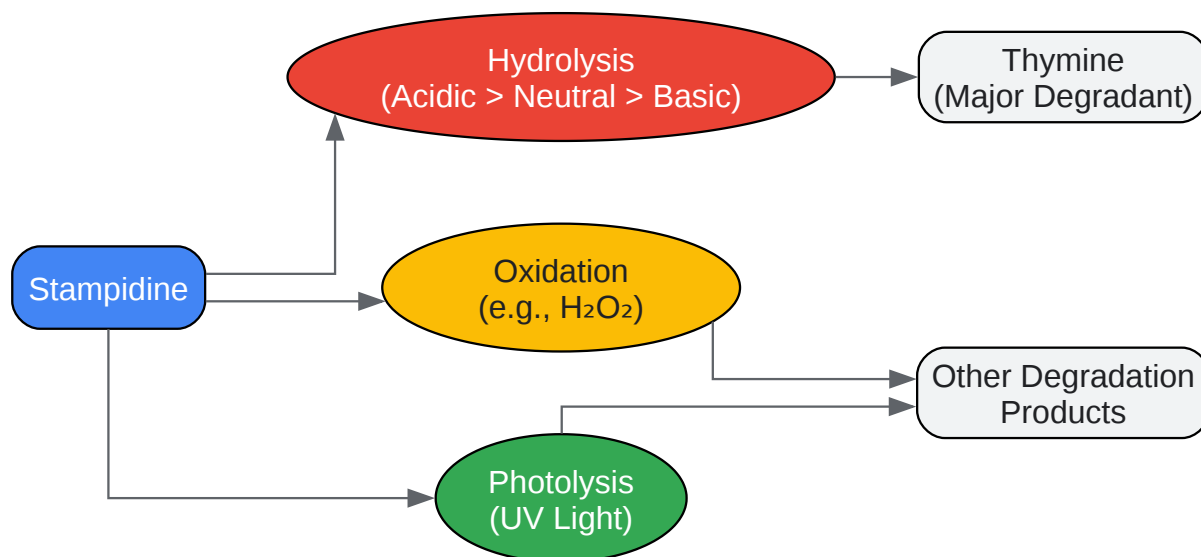 Hydrolysis
(Acidic > Neutral > Basic)
Thymine
(Major Degradant)
Stampidine
Oxidation
(e.g., H₂O₂)
Other Degradation
Products
Photolysis
(UV Light)